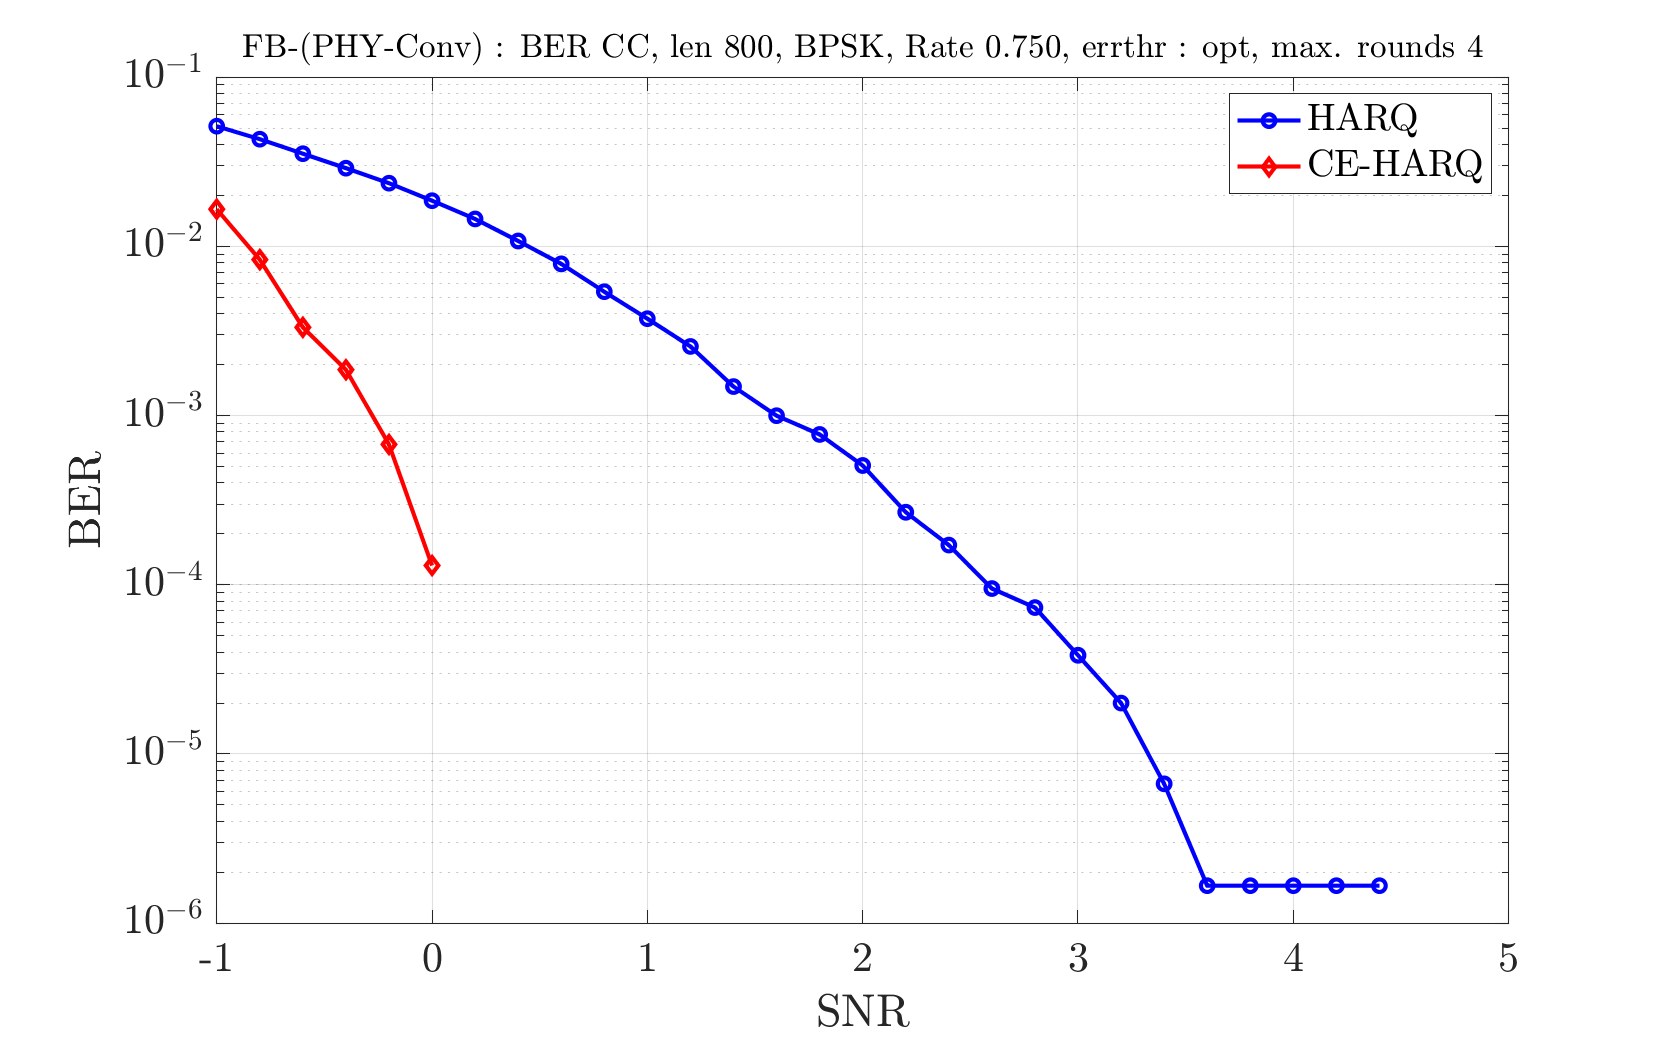 FB-(PHY-Conv) : BER CC, len 800, BPSK, Rate 0.750, errthr : opt, max. rounds 4
HARQ
CE-HARQ
10^{-1}
10^{-2}
10^{-3}
10^{-4}
10^{-5}
10^{-6}
BER
-1 0 1 2 3 4 5
SNR